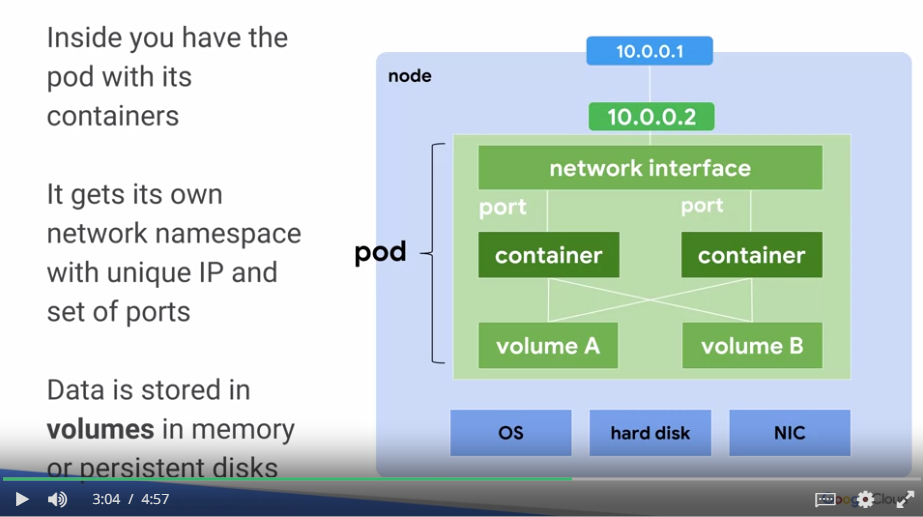 Inside you have the
pod with its
containers
It gets its own
network namespace
with unique IP and
set of ports
Data is stored in
volumes in memory
or persistent disks
10.0.0.1
node
10.0.0.2
network interface
port port
pod
container container
volume A volume B
OS hard disk NIC
3:04 / 4:57
Cloud